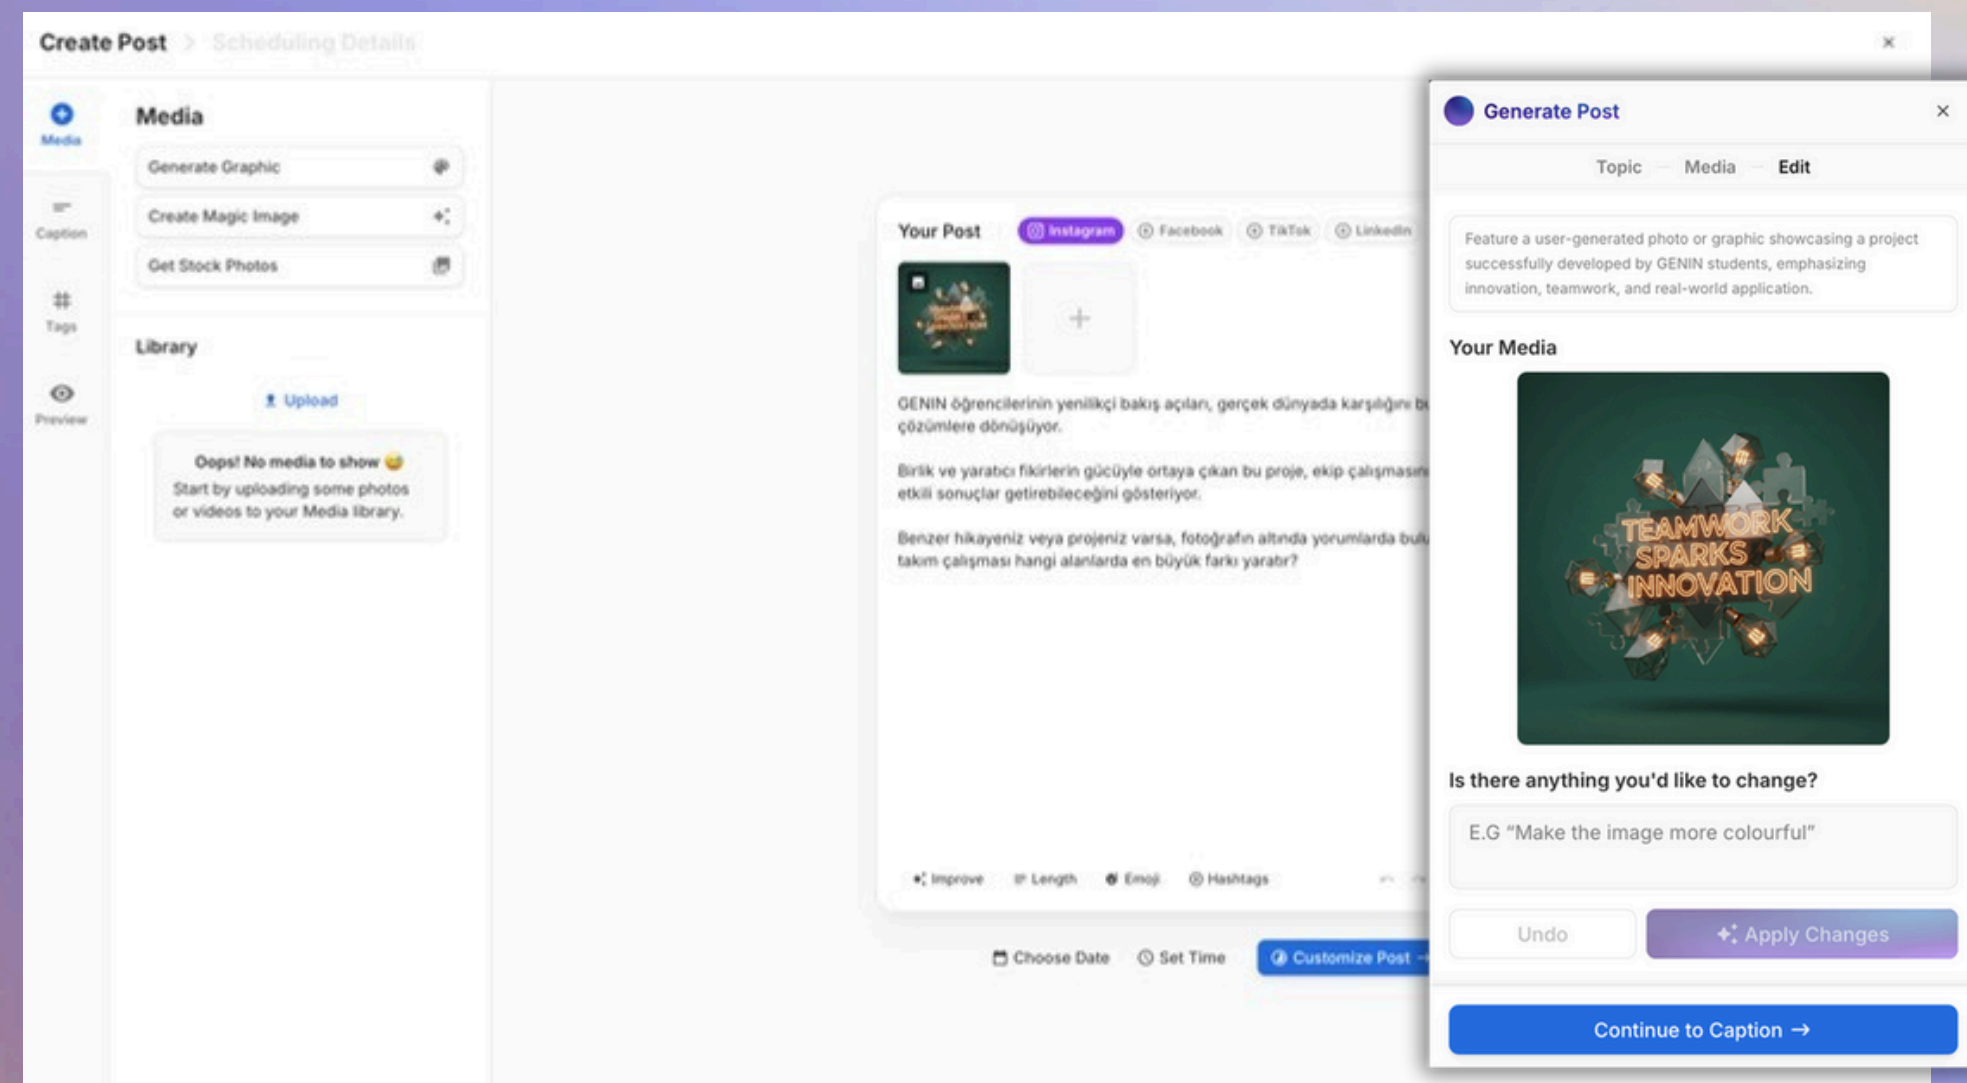 Create Post > Scheduling Details
Media
Caption
Tags
Preview
Media
Generate Graphic
Create Magic Image
Get Stock Photos
Library
Upload
Oops! No media to show 😅
Start by uploading some photos
or videos to your Media library.
Your Post
Instagram
Facebook
TikTok
LinkedIn
TEAMWORK
SPARKS
INNOVATION
GENIN öğrencilerinin yenilikçi bakış açıları, gerçek dünyada karşılığını
çözümlere dönüşüyor.
Birlik ve yaratıcı fikirlerin gücüyle ortaya çıkan bu proje, ekip
etkili sonuçlar getirebileceğini gösteriyor.
Benzer hikayeniz veya projeniz varsa, fotoğrafın altında yorumlarda
takım çalışması hangi alanlarda en büyük farkı yaratır?
Improve
Length
Emoji
Hashtags
Choose Date
Set Time
Customize Post
Generate Post
Topic — Media — Edit
Feature a user-generated photo or graphic showcasing a project
successfully developed by GENIN students, emphasizing
innovation, teamwork, and real-world application.
Your Media
TEAMWORK
SPARKS
INNOVATION
Is there anything you'd like to change?
E.G “Make the image more colourful”
Undo
Apply Changes
Continue to Caption →